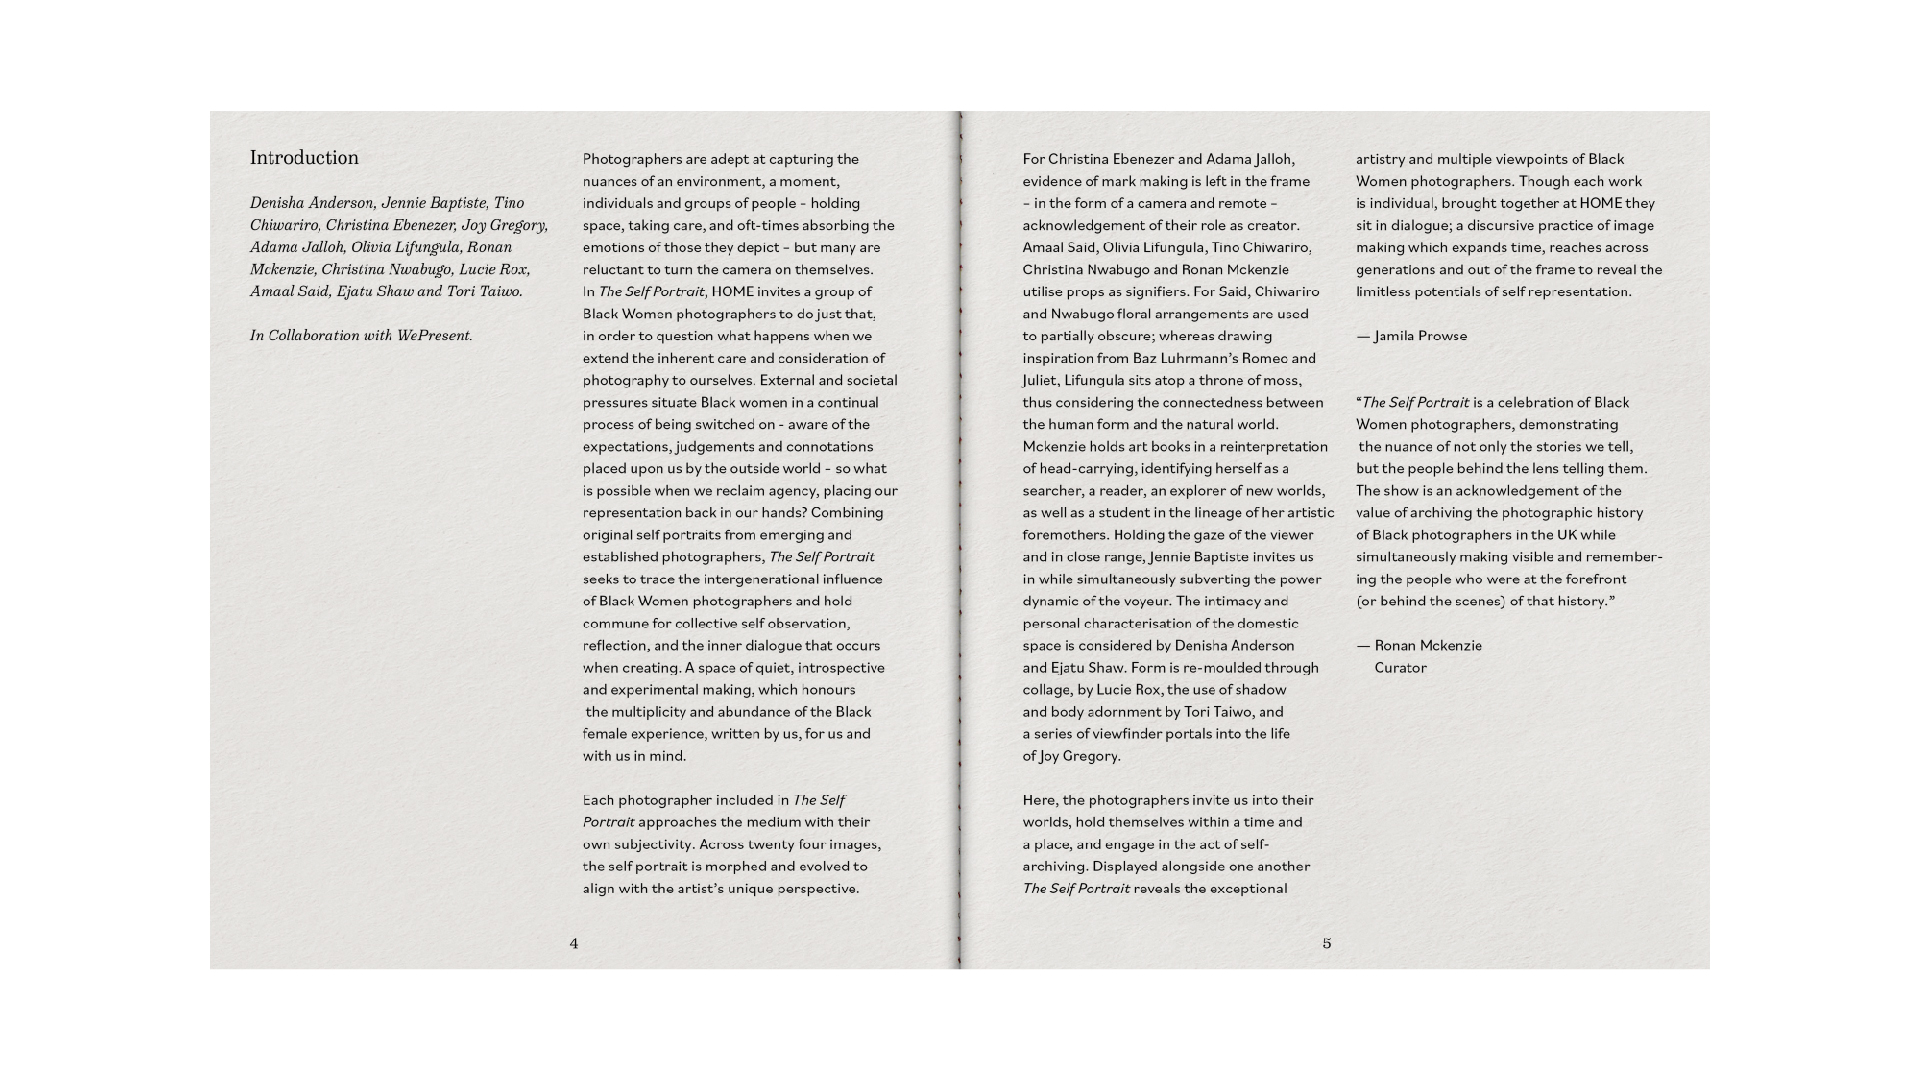 Introduction
Denisha Anderson, Jennie Baptiste, Tino
Chiwariro, Christina Ebenezer, Joy Gregory,
Adama Jalloh, Olivia Lifungula, Ronan
Mckenzie, Christina Nwabugo, Lucie Rox,
Amaal Said, Ejatu Shaw and Tori Taiwo.
In Collaboration with WePresent.
Photographers are adept at capturing the
nuances of an environment, a moment,
individuals and groups of people – holding
space, taking care, and oft-times absorbing the
emotions of those they depict – but many are
reluctant to turn the camera on themselves.
In The Self Portrait, HOME invites a group of
Black Women photographers to do just that,
in order to question what happens when we
extend the inherent care and consideration of
photography to ourselves. External and societal
pressures situate Black women in a continual
process of being switched on - aware of the
expectations, judgements and connotations
placed upon us by the outside world – so what
is possible when we reclaim agency, placing our
representation back in our hands? Combining
original self portraits from emerging and
established photographers, The Self Portrait
seeks to trace the intergenerational influence
of Black Women photographers and hold
commune for collective self observation,
reflection, and the inner dialogue that occurs
when creating. A space of quiet, introspective
and experimental making, which honours
the multiplicity and abundance of the Black
female experience, written by us, for us and
with us in mind.
Each photographer included in The Self
Portrait approaches the medium with their
own subjectivity. Across twenty four images,
the self portrait is morphed and evolved to
align with the artist's unique perspective.
4
For Christina Ebenezer and Adama Jalloh,
evidence of mark making is left in the frame
– in the form of a camera and remote –
acknowledgement of their role as creator.
Amaal Said, Olivia Lifungula, Tino Chiwariro,
Christina Nwabugo and Ronan Mckenzie
utilise props as signifiers. For Said, Chiwariro
and Nwabugo floral arrangements are used
to partially obscure; whereas drawing
inspiration from Baz Luhrmann's Romeo and
Juliet, Lifungula sits atop a throne of moss,
thus considering the connectedness between
the human form and the natural world.
Mckenzie holds art books in a reinterpretation
of head-carrying, identifying herself as a
searcher, a reader, an explorer of new worlds,
as well as a student in the lineage of her artistic
foremothers. Holding the gaze of the viewer
and in close range, Jennie Baptiste invites us
in while simultaneously subverting the power
dynamic of the voyeur. The intimacy and
personal characterisation of the domestic
space is considered by Denisha Anderson
and Ejatu Shaw. Form is re-moulded through
collage, by Lucie Rox, the use of shadow
and body adornment by Tori Taiwo, and
a series of viewfinder portals into the life
of Joy Gregory.
Here, the photographers invite us into their
worlds, hold themselves within a time and
a place, and engage in the act of self-
archiving. Displayed alongside one another
The Self Portrait reveals the exceptional
artistry and multiple viewpoints of Black
Women photographers. Though each work
is individual, brought together at HOME they
sit in dialogue; a discursive practice of image
making which expands time, reaches across
generations and out of the frame to reveal the
limitless potentials of self representation.
— Jamila Prowse
“The Self Portrait is a celebration of Black
Women photographers, demonstrating
the nuance of not only the stories we tell,
but the people behind the lens telling them.
The show is an acknowledgement of the
value of archiving the photographic history
of Black photographers in the UK while
simultaneously making visible and remember-
ing the people who were at the forefront
(or behind the scenes) of that history.”
— Ronan Mckenzie
Curator
5